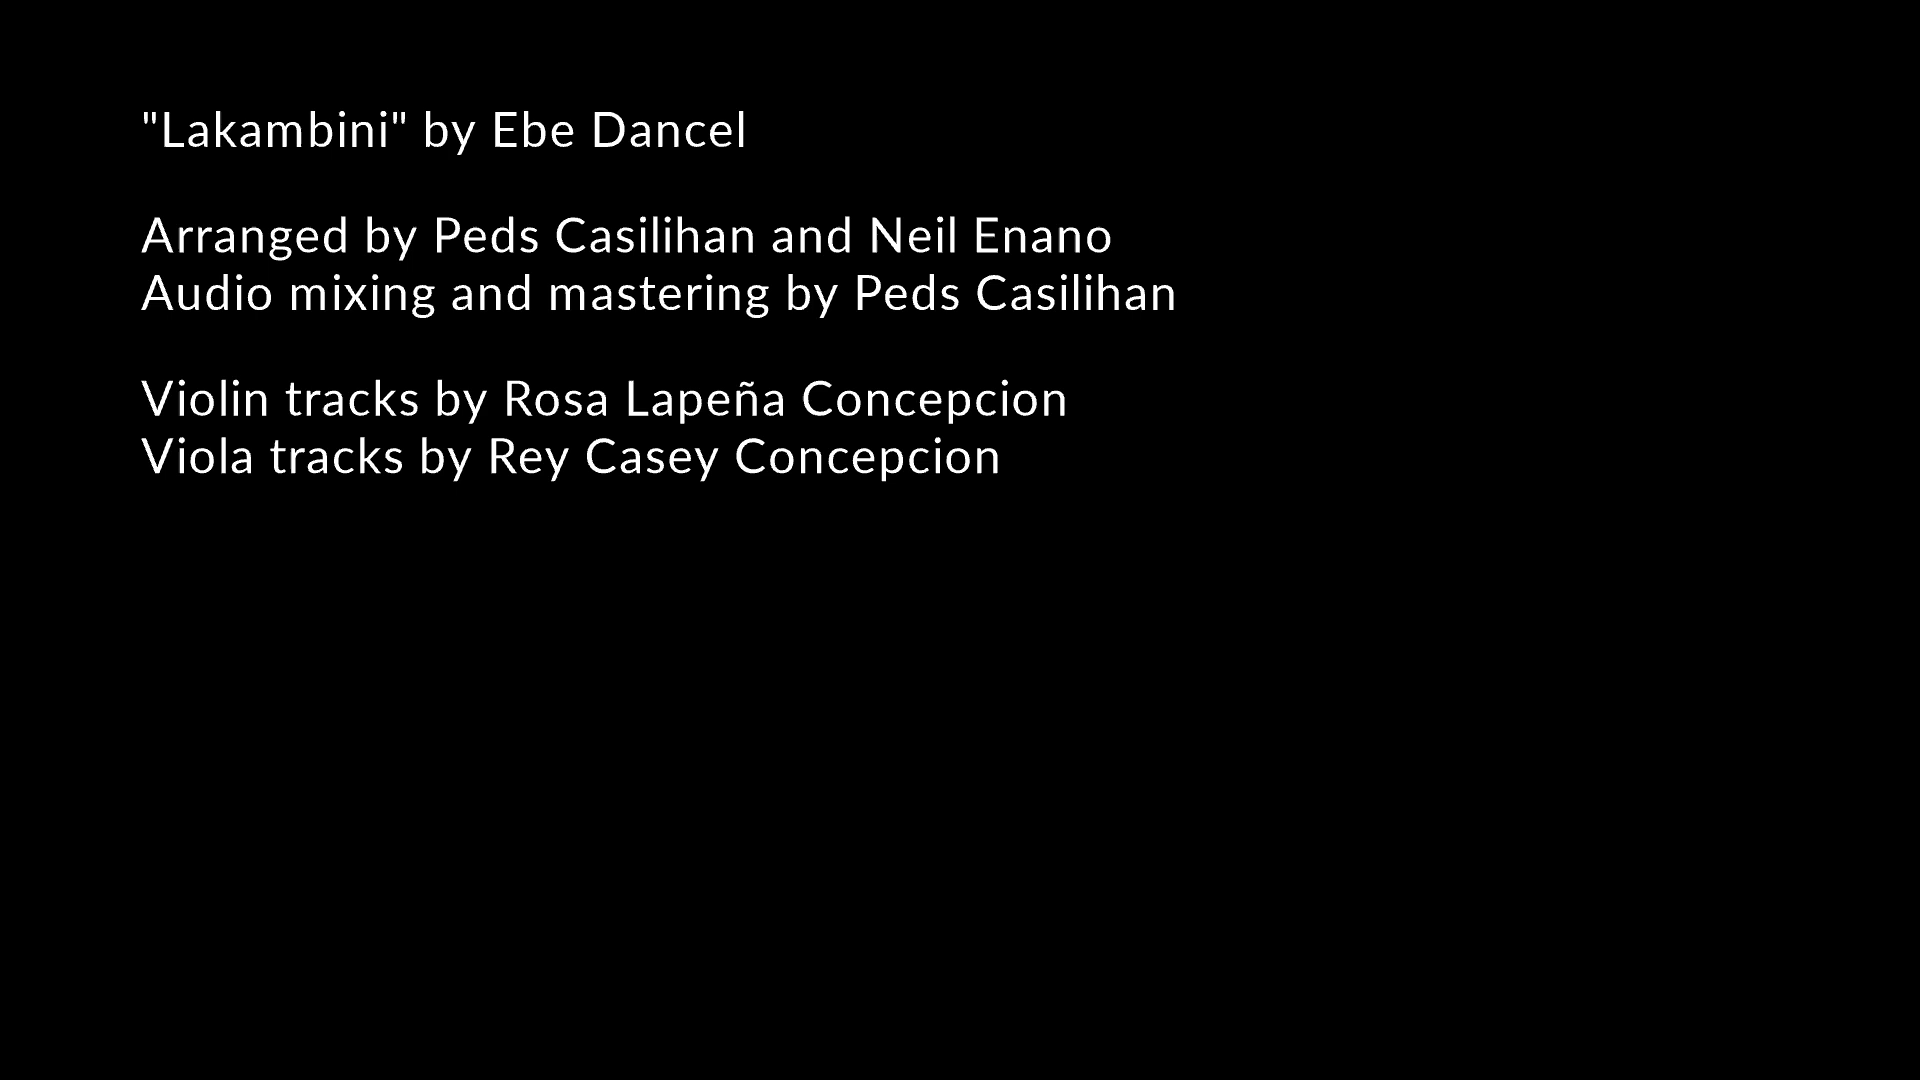 "Lakambini" by Ebe Dancel
Arranged by Peds Casilihan and Neil Enano
Audio mixing and mastering by Peds Casilihan
Violin tracks by Rosa Lapeña Concepcion
Viola tracks by Rey Casey Concepcion